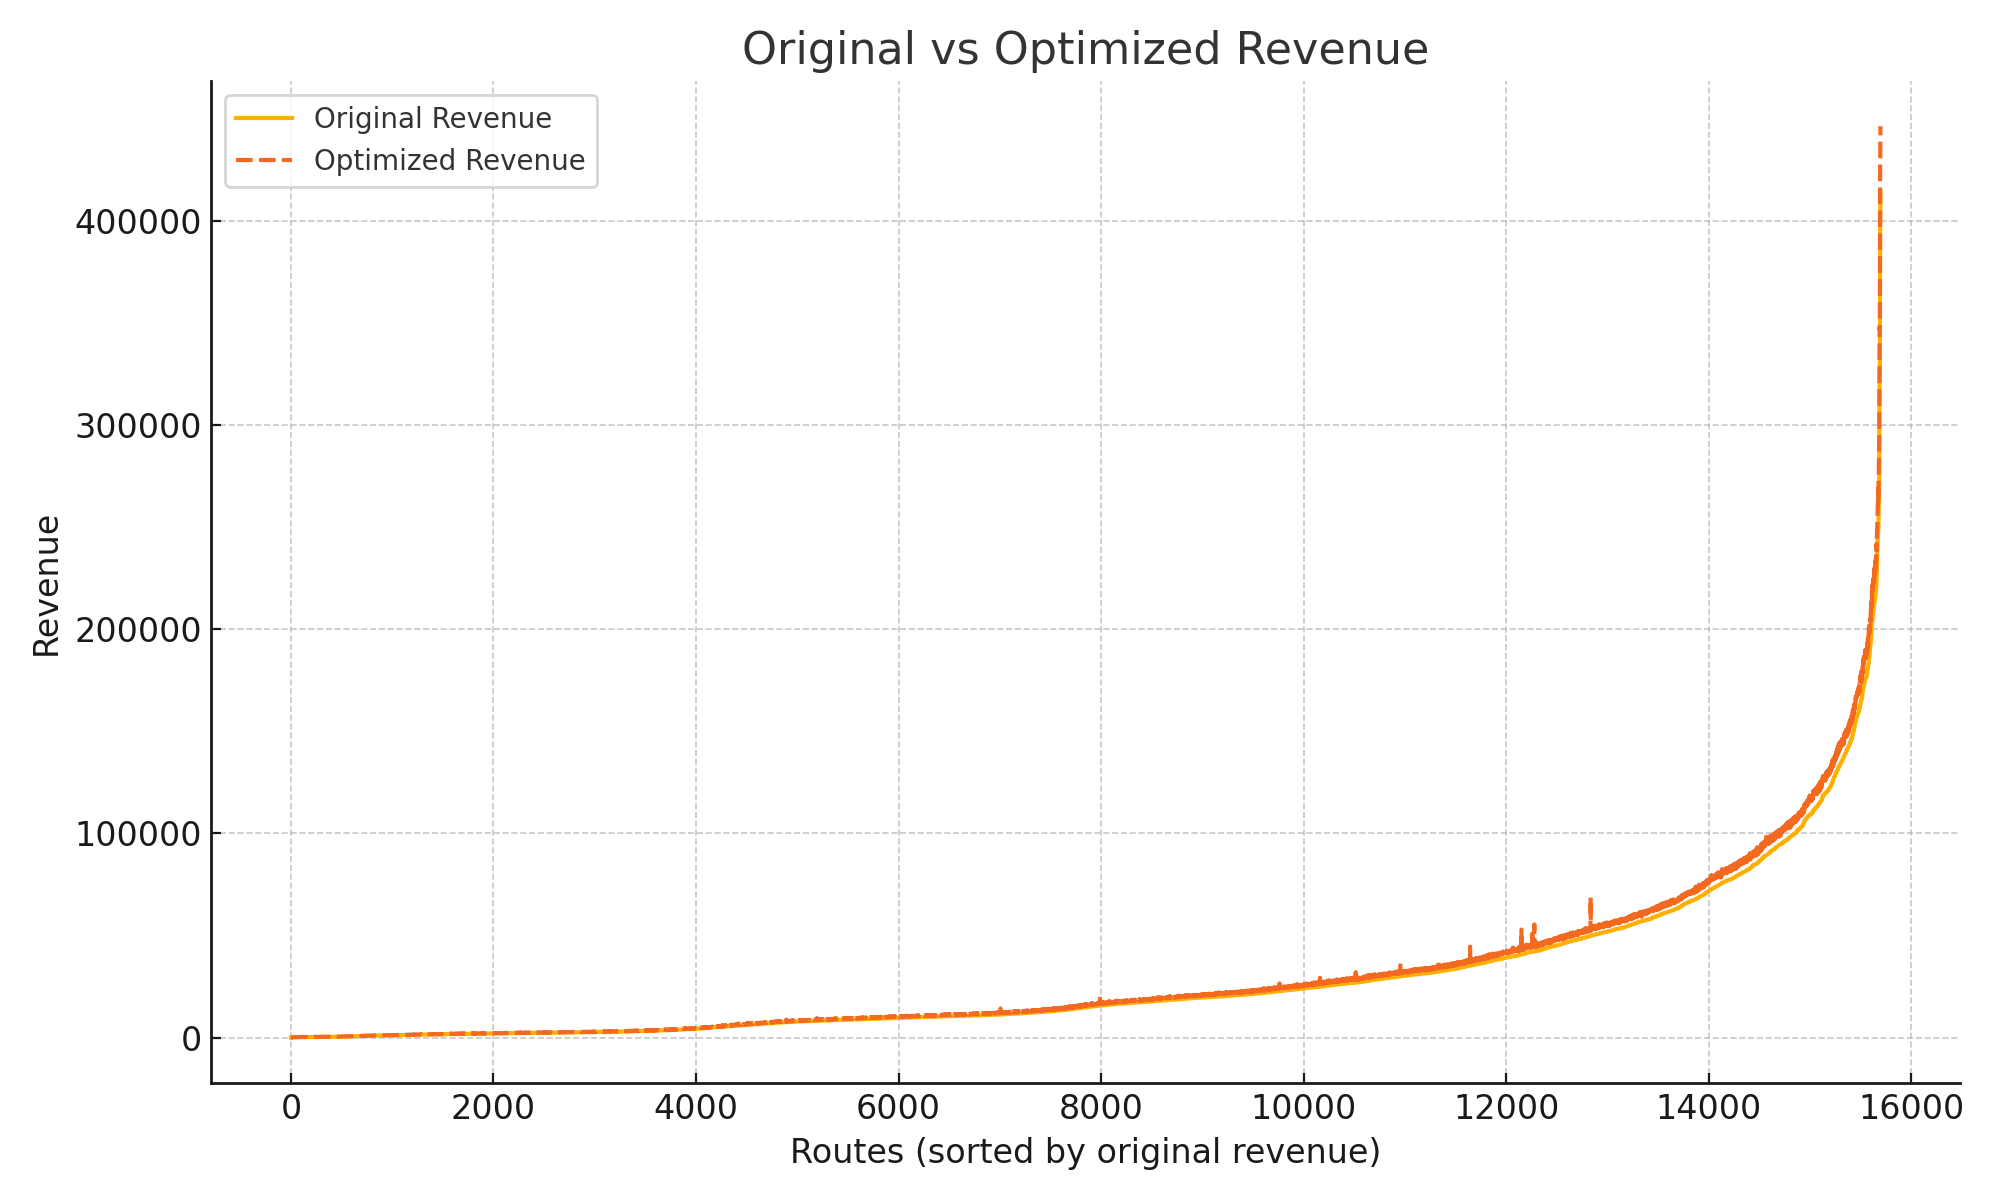 Original vs Optimized Revenue
Original Revenue
Optimized Revenue
400000
300000
200000
100000
0
Revenue
0 2000 4000 6000 8000 10000 12000 14000 16000
Routes (sorted by original revenue)